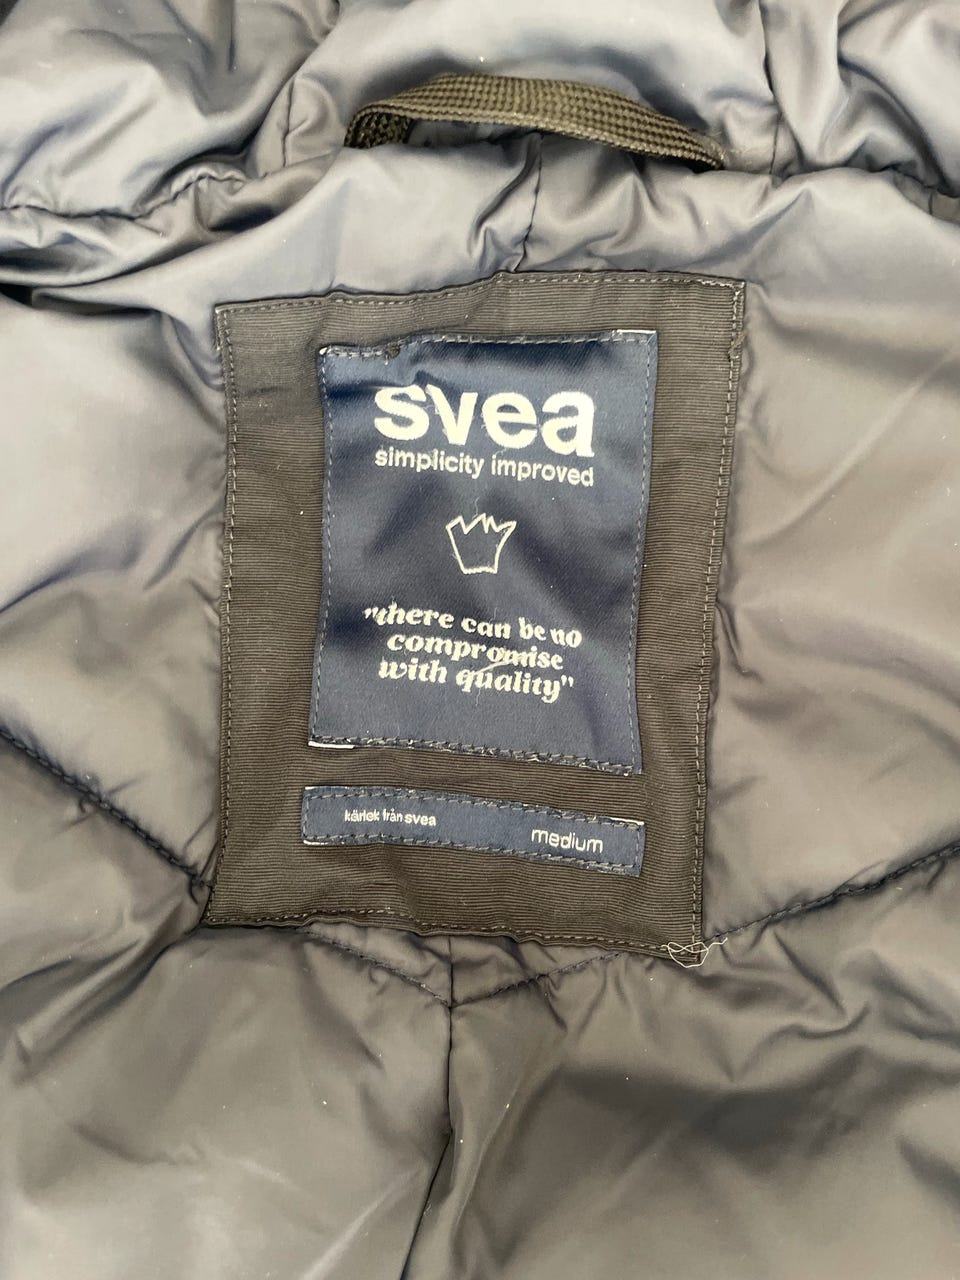 svea
simplicity improved
"there can be no
compromise
with quality"
kärlek från svea
medium